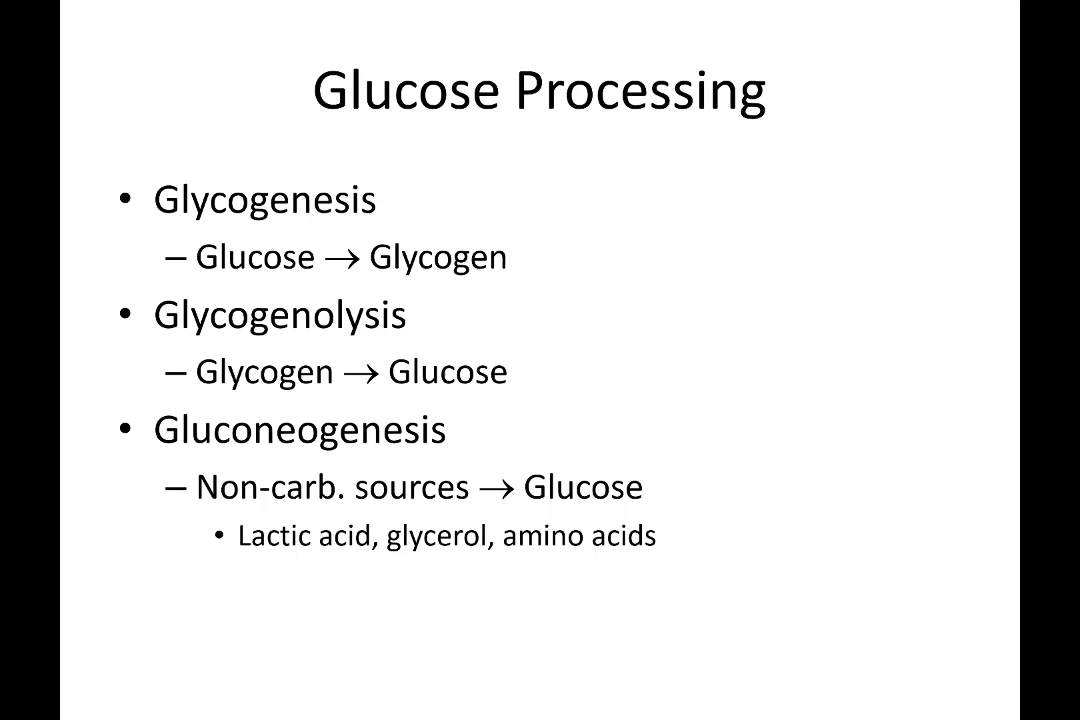 Glucose Processing
• Glycogenesis
– Glucose → Glycogen
• Glycogenolysis
– Glycogen → Glucose
• Gluconeogenesis
– Non-carb. sources → Glucose
• Lactic acid, glycerol, amino acids